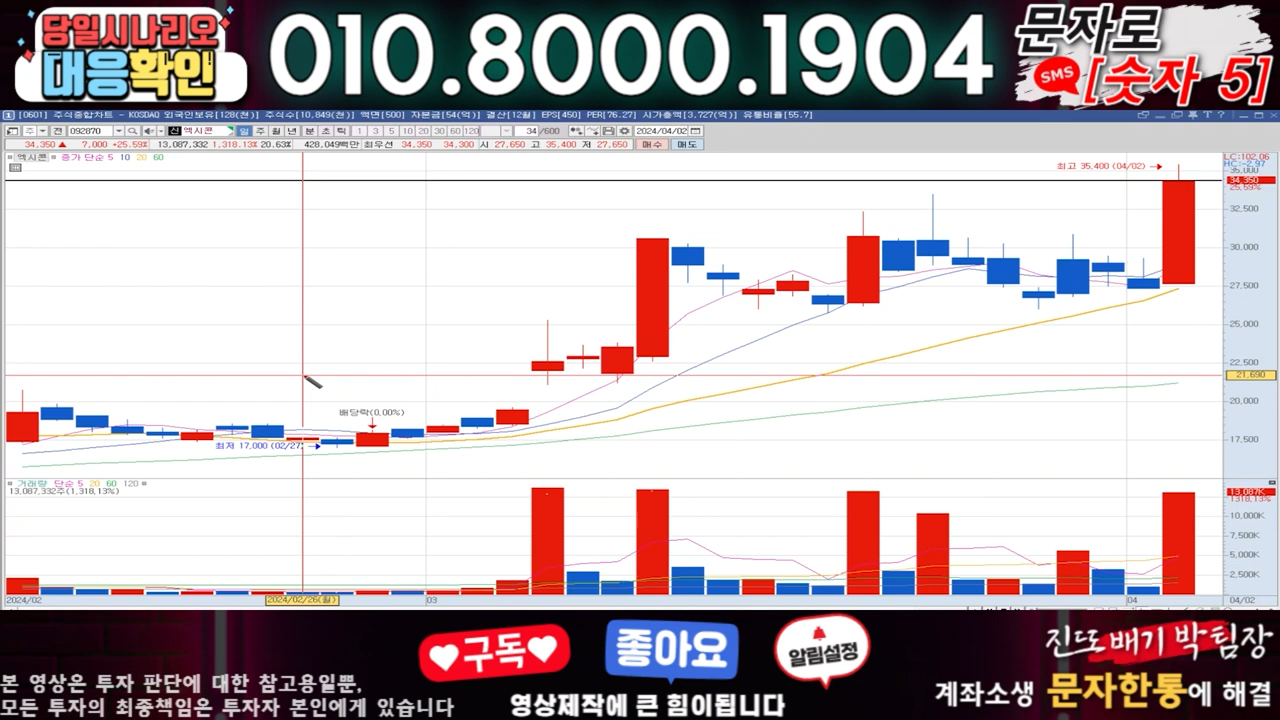 당일시나리오
대응확인
010.8000.1904
문자로
SMS
[숫자 5]
[0601] 주식종합차트 - KOSDAQ 외국인보유[128(천)] 주식수[10,849(천)] 액면[500] 자본금[54(억)] 결산[12월] EPS[450] PER[76.27] 시가총액[3,727(억)] 유통비율[55.7]
주 전 092870 신 엑시콘 일 주 월 년 분 초 틱 1 3 5 10 20 30 60 120 34 /600 2024/04/02
34,350 ▲ 7,000 +25.59% 13,087,332 1,318.13% 20.63% 428,049백만 최우선 34,350 34,300 시 27,650 고 35,400 저 27,650 매수 매도
엑시콘 종가 단순 5 10 20 60
LC:102.06
HC:-2.97
최고 35,400 (04/02)
35,000
34,350
25.59%
32,500
30,000
27,500
25,000
22,500
21,690
20,000
17,500
배당락(0.00%)
최저 17,000 (02/27)
거래량 단순 5 20 60 120
13,087,332주(1,318,13%)
13,087K
1318.13%
10,000K
7,500K
5,000K
2,500K
2024/02 2024/02/26(월) 03 04 04/02
구독
좋아요
알림설정
영상제작에 큰 힘이됩니다
본 영상은 투자 판단에 대한 참고용일뿐,
모든 투자의 최종책임은 투자자 본인에게 있습니다
진또배기 박팀장
계좌소생 문자한통에 해결